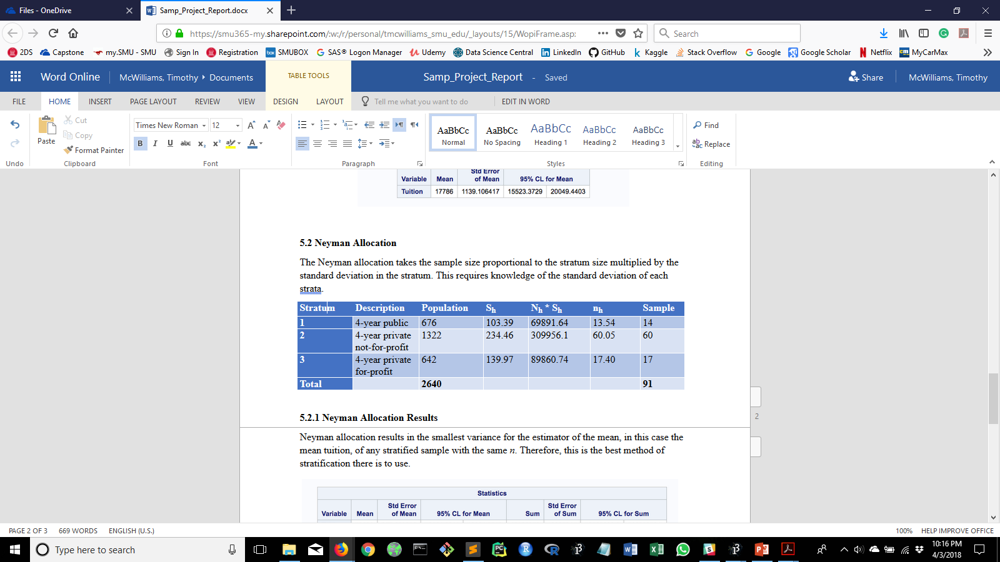 Files - OneDrive
Samp_Project_Report.docx
https://smu365-my.sharepoint.com/:w:/r/personal/tmcwilliams_smu_edu/_layouts/15/WopiFrame.asp
Search
2DS Capstone my.SMU - SMU Sign In Registration SMUBOX SAS® Logon Manager Udemy Data Science Central LinkedIn GitHub Kaggle Stack Overflow Google Google Scholar Netflix MyCarMax
Word Online McWilliams, Timothy Documents
TABLE TOOLS
Samp_Project_Report - Saved
Share McWilliams, Timothy
FILE HOME INSERT PAGE LAYOUT REVIEW VIEW DESIGN LAYOUT Tell me what you want to do EDIT IN WORD
Paste
Cut
Copy
Format Painter
Times New Roman 12
B I U abc x₂ x²
AaBbCc AaBbCc AaBbCc AaBbCc AaBbCc
Normal No Spacing Heading 1 Heading 2 Heading 3
Find
Replace
Undo Clipboard Font Paragraph Styles Editing
Std Error
Variable Mean of Mean 95% CL for Mean
Tuition 17786 1139.106417 15523.3729 20049.4403
5.2 Neyman Allocation
The Neyman allocation takes the sample size proportional to the stratum size multiplied by the
standard deviation in the stratum. This requires knowledge of the standard deviation of each
strata.
Stratum Description Population Sh Nh * Sh nh Sample
1 4-year public 676 103.39 69891.64 13.54 14
2 4-year private 1322 234.46 309956.1 60.05 60
not-for-profit
3 4-year private 642 139.97 89860.74 17.40 17
for-profit
Total 2640 91
5.2.1 Neyman Allocation Results
2
Neyman allocation results in the smallest variance for the estimator of the mean, in this case the
mean tuition, of any stratified sample with the same n. Therefore, this is the best method of
stratification there is to use.
Statistics
Std Error Std Error
Variable Mean of Mean 95% CL for Mean Sum of Sum 95% CL for Sum
PAGE 2 OF 3 669 WORDS ENGLISH (U.S.) 100% HELP IMPROVE OFFICE
Type here to search
10:16 PM
4/3/2018